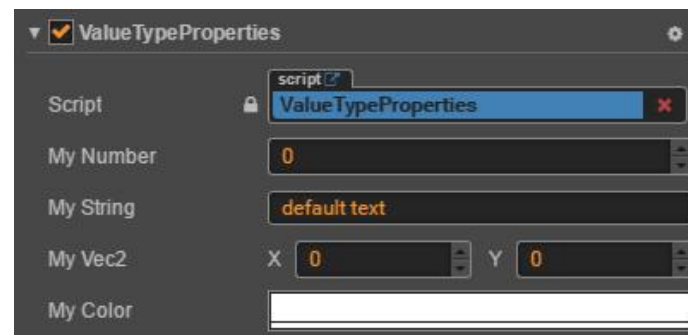 ValueTypeProperties
script
Script ValueTypeProperties
My Number 0
My String default text
My Vec2 X 0 Y 0
My Color